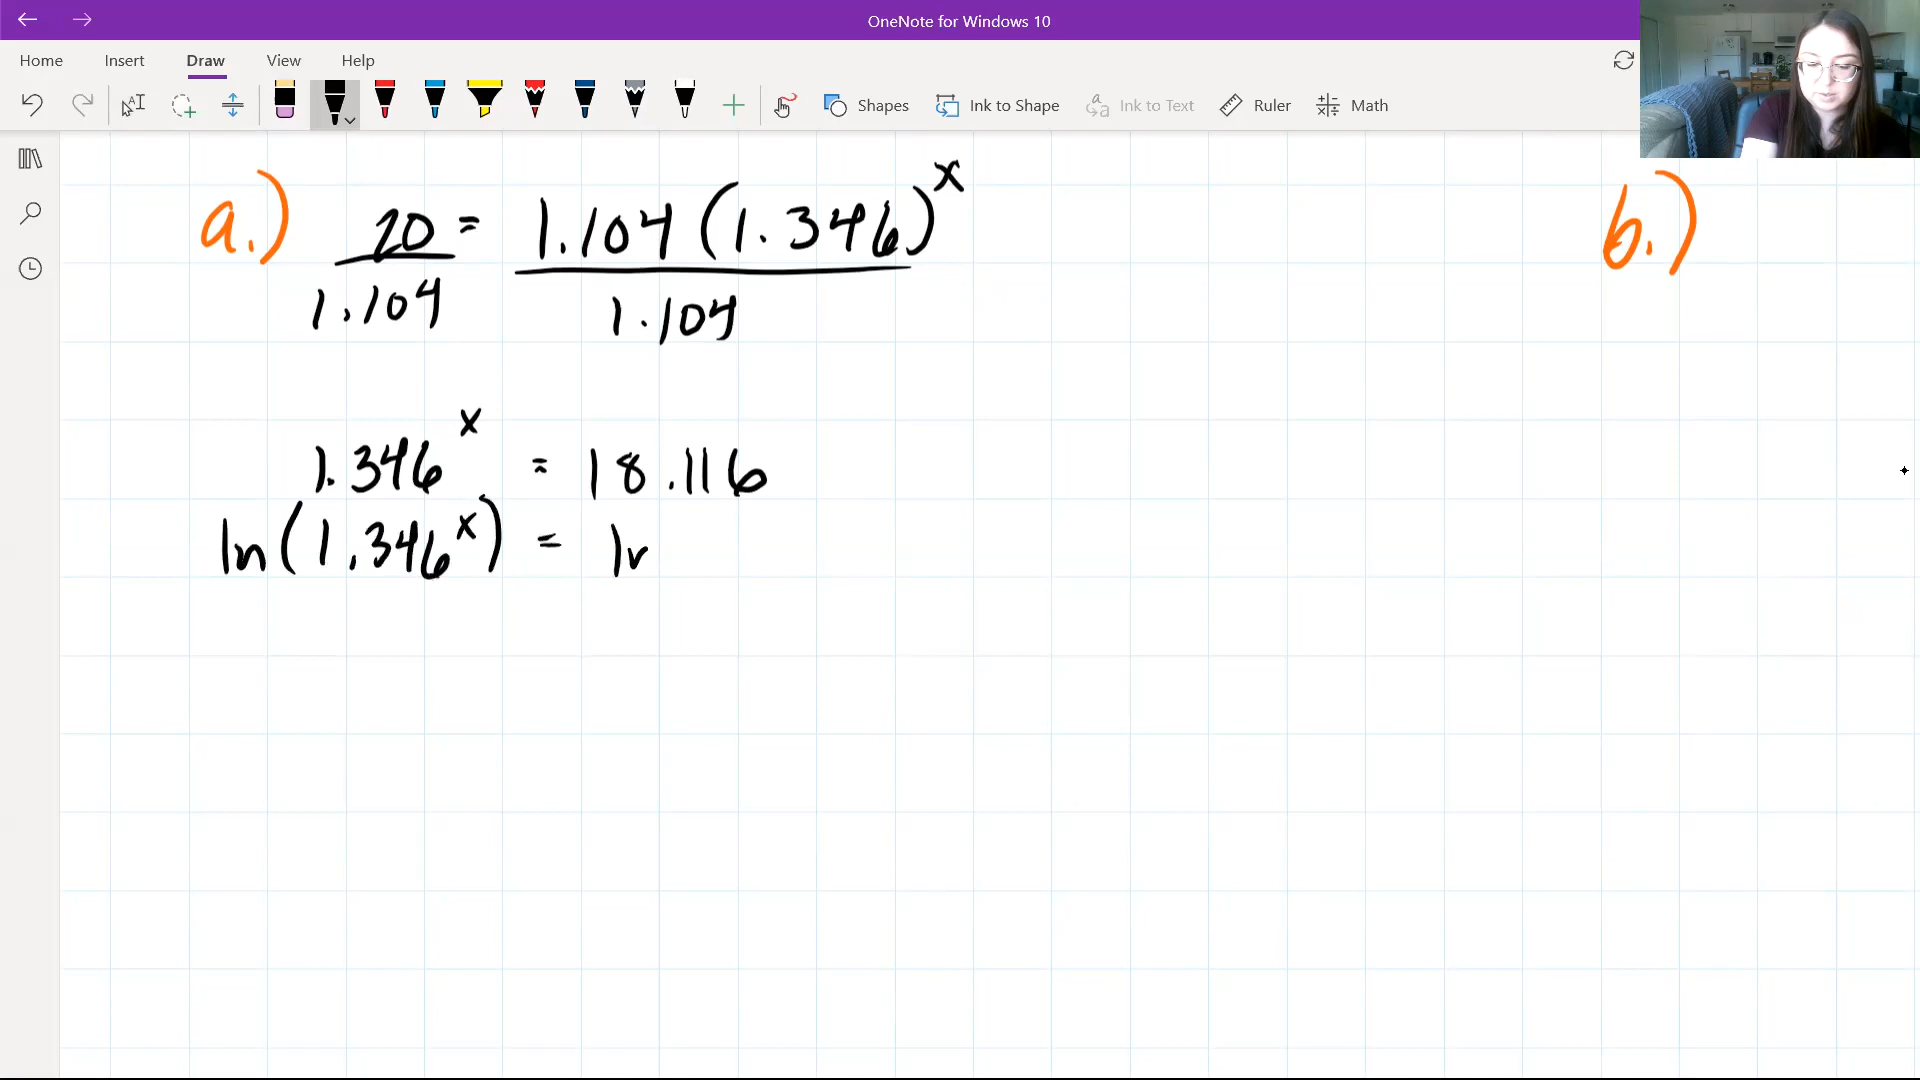 OneNote for Windows 10
Home Insert Draw View Help
Shapes Ink to Shape Ink to Text Ruler Math
a.) 20 = 1.104 (1.346)^x
1.104 1.104
b.)
1.346^x = 18.116
ln(1.346^x) = ln